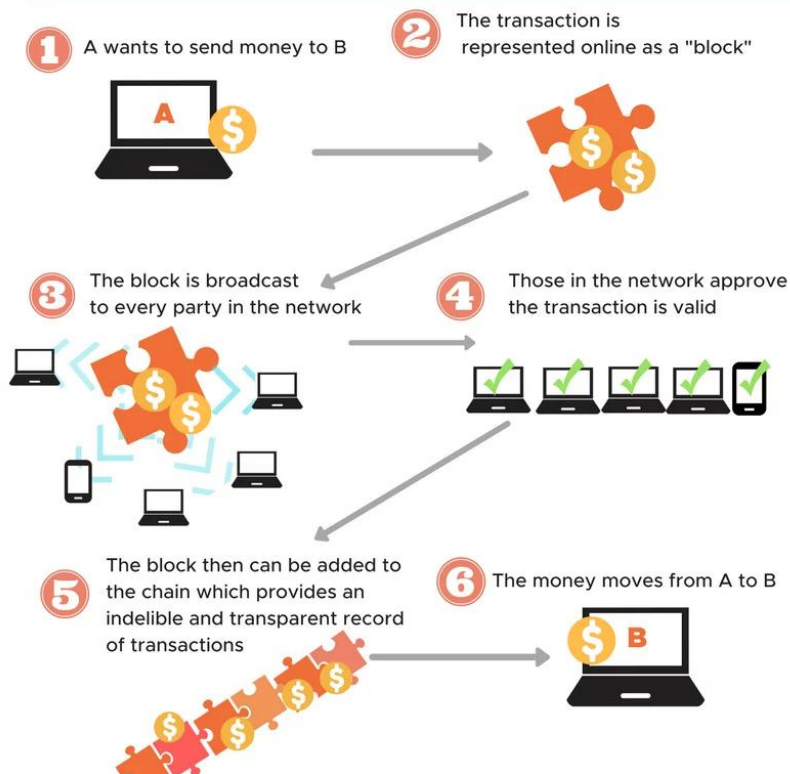 1
A wants to send money to B
A
$
2
The transaction is
represented online as a "block"
$
$
3
The block is broadcast
to every party in the network
$
$
4
Those in the network approve
the transaction is valid
5
The block then can be added to
the chain which provides an
indelible and transparent record
of transactions
$
$
$
$
6
The money moves from A to B
$
B